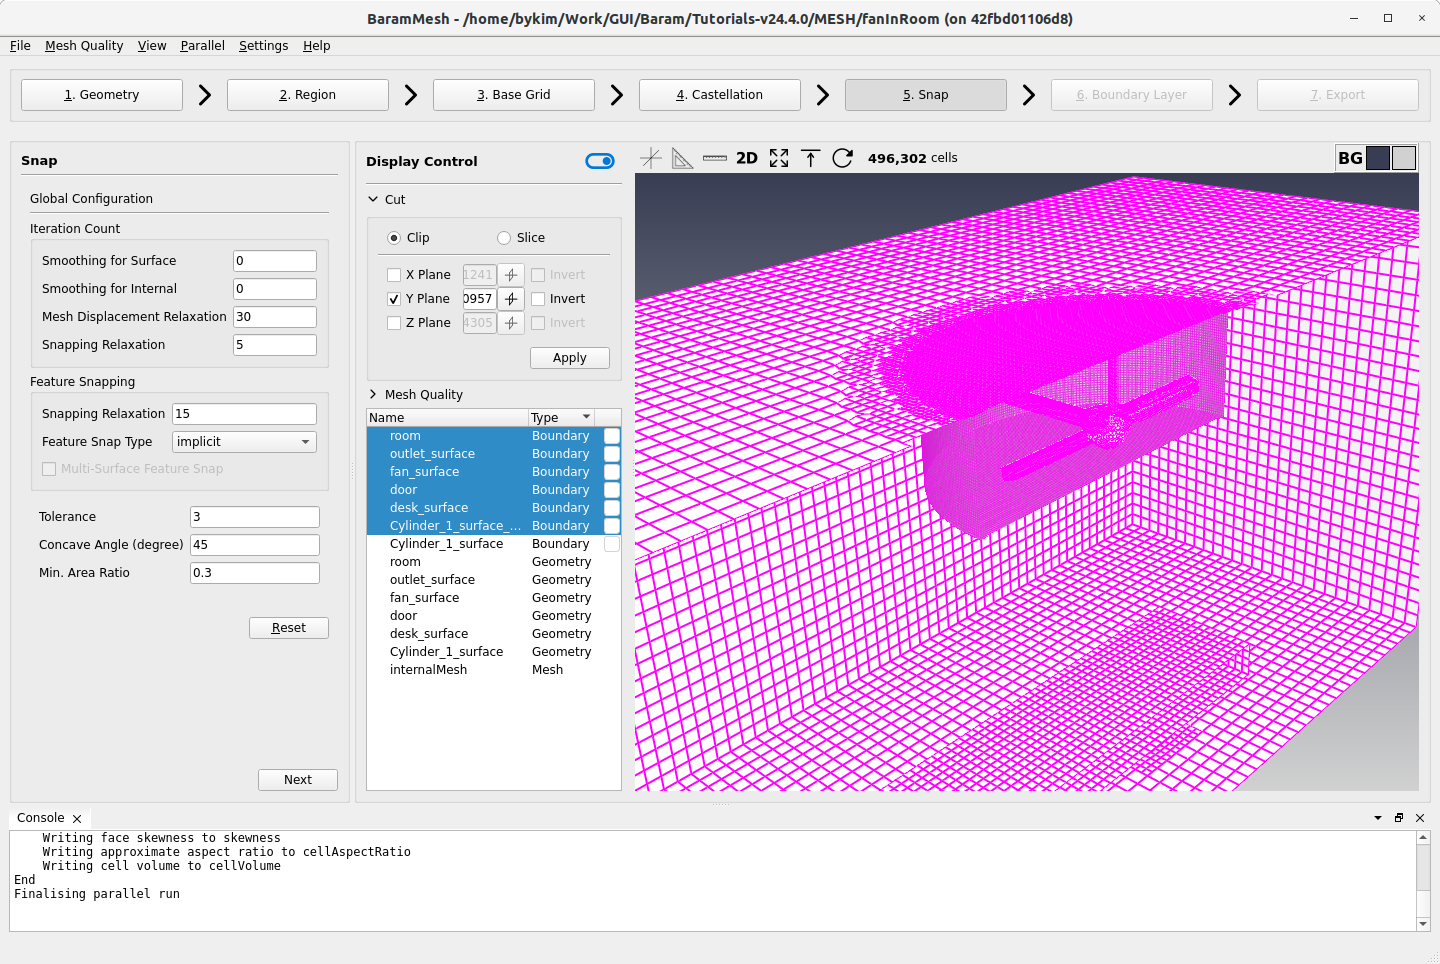 BaramMesh - /home/bykim/Work/GUI/Baram/Tutorials-v24.4.0/MESH/fanInRoom (on 42fbd01106d8)
File Mesh Quality View Parallel Settings Help
1. Geometry 2. Region 3. Base Grid 4. Castellation 5. Snap 6. Boundary Layer 7. Export
Snap
Global Configuration
Iteration Count
Smoothing for Surface 0
Smoothing for Internal 0
Mesh Displacement Relaxation 30
Snapping Relaxation 5
Feature Snapping
Snapping Relaxation 15
Feature Snap Type implicit
Multi-Surface Feature Snap
Tolerance 3
Concave Angle (degree) 45
Min. Area Ratio 0.3
Reset
Next
Display Control
Cut
Clip Slice
X Plane 1241 Invert
Y Plane 0957 Invert
Z Plane 4305 Invert
Apply
Mesh Quality
Name Type
room Boundary
outlet_surface Boundary
fan_surface Boundary
door Boundary
desk_surface Boundary
Cylinder_1_surface_... Boundary
Cylinder_1_surface Boundary
room Geometry
outlet_surface Geometry
fan_surface Geometry
door Geometry
desk_surface Geometry
Cylinder_1_surface Geometry
internalMesh Mesh
2D 496,302 cells BG
Console
Writing face skewness to skewness
Writing approximate aspect ratio to cellAspectRatio
Writing cell volume to cellVolume
End
Finalising parallel run